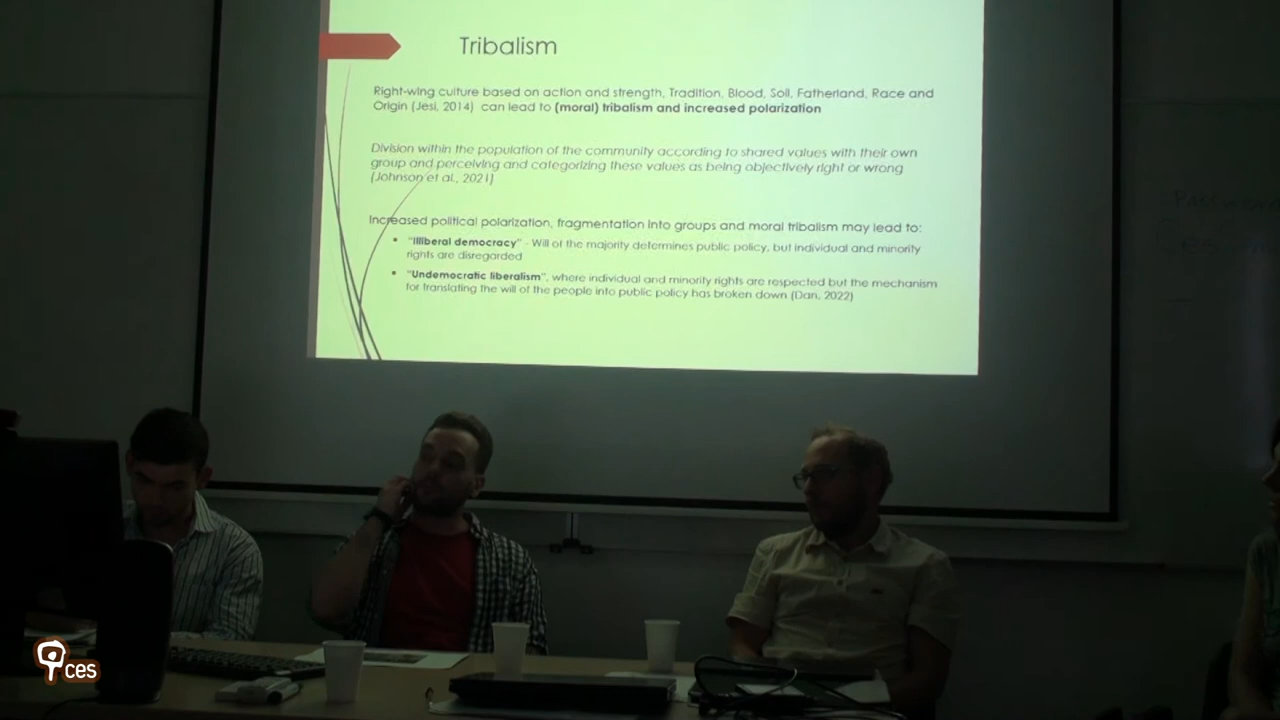 Tribalism
Right-wing culture based on action and strength, Tradition, Blood, Soil, Fatherland, Race and
Origin (Jesi, 2014) can lead to (moral) tribalism and increased polarization
Division within the population of the community according to shared values with their own
group and perceiving and categorizing these values as being objectively right or wrong
(Johnson et al., 2021)
Increased political polarization, fragmentation into groups and moral tribalism may lead to:
"Illiberal democracy" - Will of the majority determines public policy, but individual and minority
rights are disregarded
"Undemocratic liberalism", where individual and minority rights are respected but the mechanism
for translating the will of the people into public policy has broken down (Dan, 2022)
ces